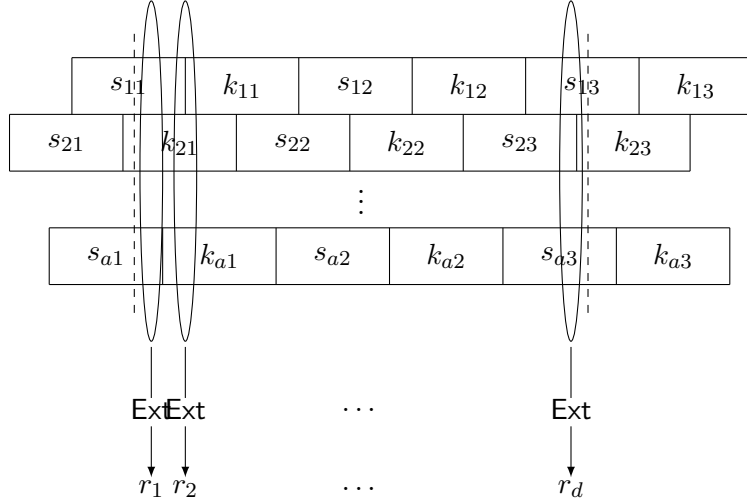 s₁₁ k₁₁ s₁₂ k₁₂ s₁₃ k₁₃
s₂₁ k₂₁ s₂₂ k₂₂ s₂₃ k₂₃
⋮
sₐ₁ kₐ₁ sₐ₂ kₐ₂ sₐ₃ kₐ₃
Ext Ext ⋯ Ext
r₁ r₂ ⋯ r_d